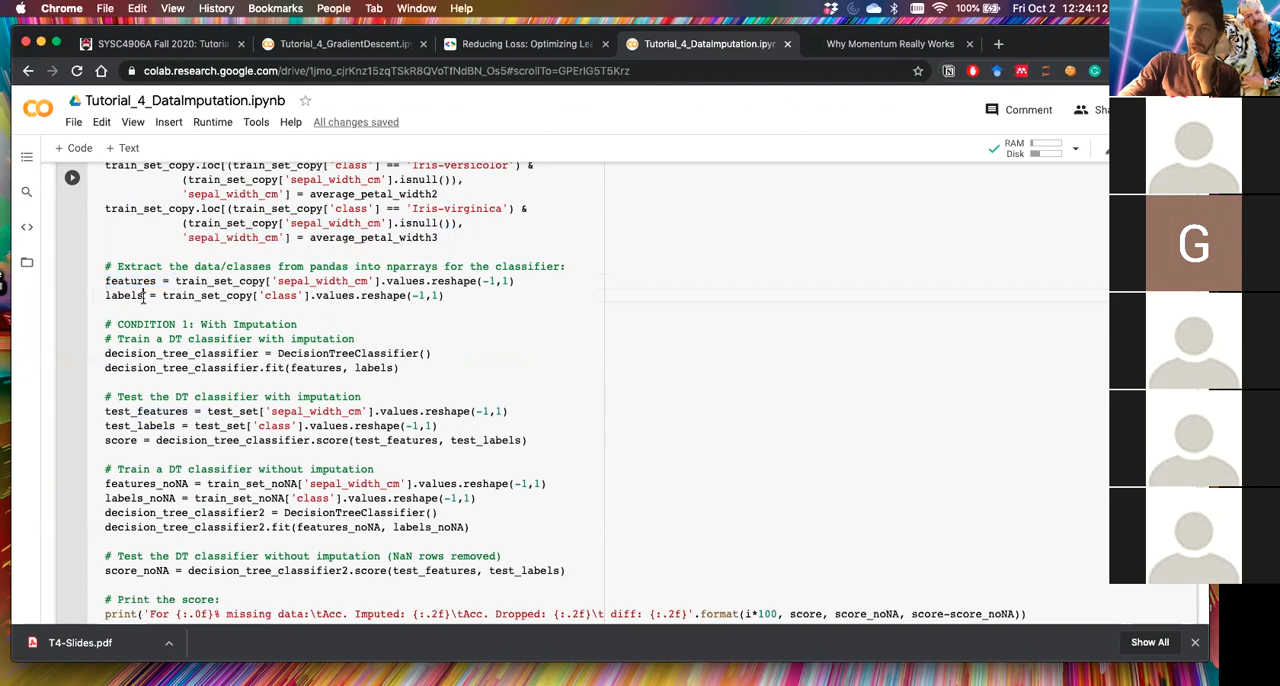 Chrome File Edit View History Bookmarks People Tab Window Help 100% Fri Oct 2 12:24:12
SYSC4906A Fall 2020: Tutoria Tutorial_4_GradientDescent.ip Reducing Loss: Optimizing Le Tutorial_4_DataImputation.ipyn Why Momentum Really Works
colab.research.google.com/drive/1jmo_cjrKnz15zqTSkR8QVoTfNdBN_Os5#scrollTo=GPErIG5T5Krz
Tutorial_4_DataImputation.ipynb
Comment Sha
File Edit View Insert Runtime Tools Help All changes saved
+ Code + Text
RAM
Disk
train_set_copy.loc[(train_set_copy['class'] == 'Iris-versicolor') &
(train_set_copy['sepal_width_cm'].isnull()),
'sepal_width_cm'] = average_petal_width2
train_set_copy.loc[(train_set_copy['class'] == 'Iris-virginica') &
(train_set_copy['sepal_width_cm'].isnull()),
'sepal_width_cm'] = average_petal_width3
# Extract the data/classes from pandas into nparrays for the classifier:
features = train_set_copy['sepal_width_cm'].values.reshape(-1,1)
labels = train_set_copy['class'].values.reshape(-1,1)
# CONDITION 1: With Imputation
# Train a DT classifier with imputation
decision_tree_classifier = DecisionTreeClassifier()
decision_tree_classifier.fit(features, labels)
# Test the DT classifier with imputation
test_features = test_set['sepal_width_cm'].values.reshape(-1,1)
test_labels = test_set['class'].values.reshape(-1,1)
score = decision_tree_classifier.score(test_features, test_labels)
# Train a DT classifier without imputation
features_noNA = train_set_noNA['sepal_width_cm'].values.reshape(-1,1)
labels_noNA = train_set_noNA['class'].values.reshape(-1,1)
decision_tree_classifier2 = DecisionTreeClassifier()
decision_tree_classifier2.fit(features_noNA, labels_noNA)
# Test the DT classifier without imputation (NaN rows removed)
score_noNA = decision_tree_classifier2.score(test_features, test_labels)
# Print the score:
print('For {:.0f}% missing data:\tAcc. Imputed: {:.2f}\tAcc. Dropped: {:.2f}\t diff: {:.2f}'.format(i*100, score, score_noNA, score-score_noNA))
T4-Slides.pdf
Show All
G